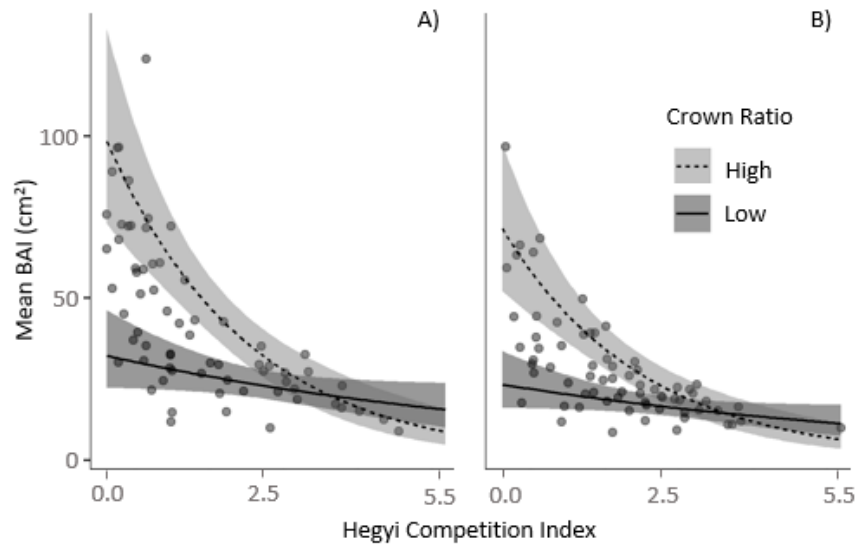 A)
B)
100
50
0
Mean BAI (cm²)
Crown Ratio
High
Low
0.0 2.5 5.5
0.0 2.5 5.5
Hegyi Competition Index